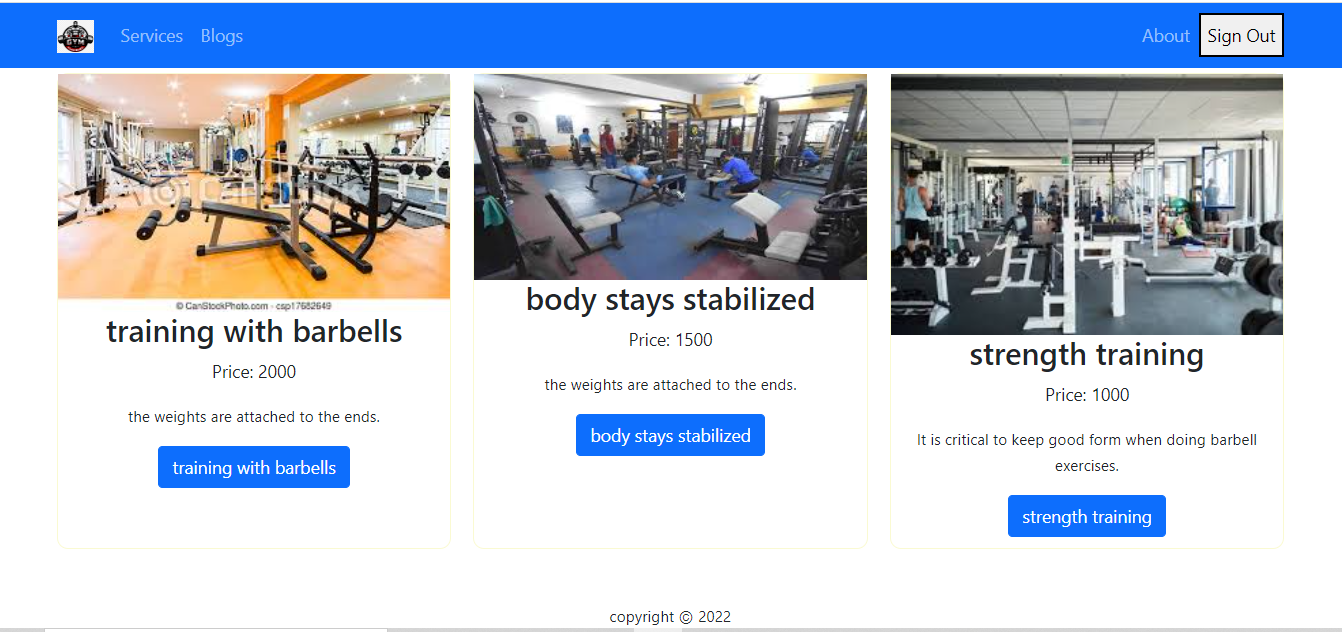 GYM
Services
Blogs
About
Sign Out
© CanStockPhoto.com - csp17682649
training with barbells
Price: 2000
the weights are attached to the ends.
training with barbells
body stays stabilized
Price: 1500
the weights are attached to the ends.
body stays stabilized
strength training
Price: 1000
It is critical to keep good form when doing barbell
exercises.
strength training
copyright © 2022